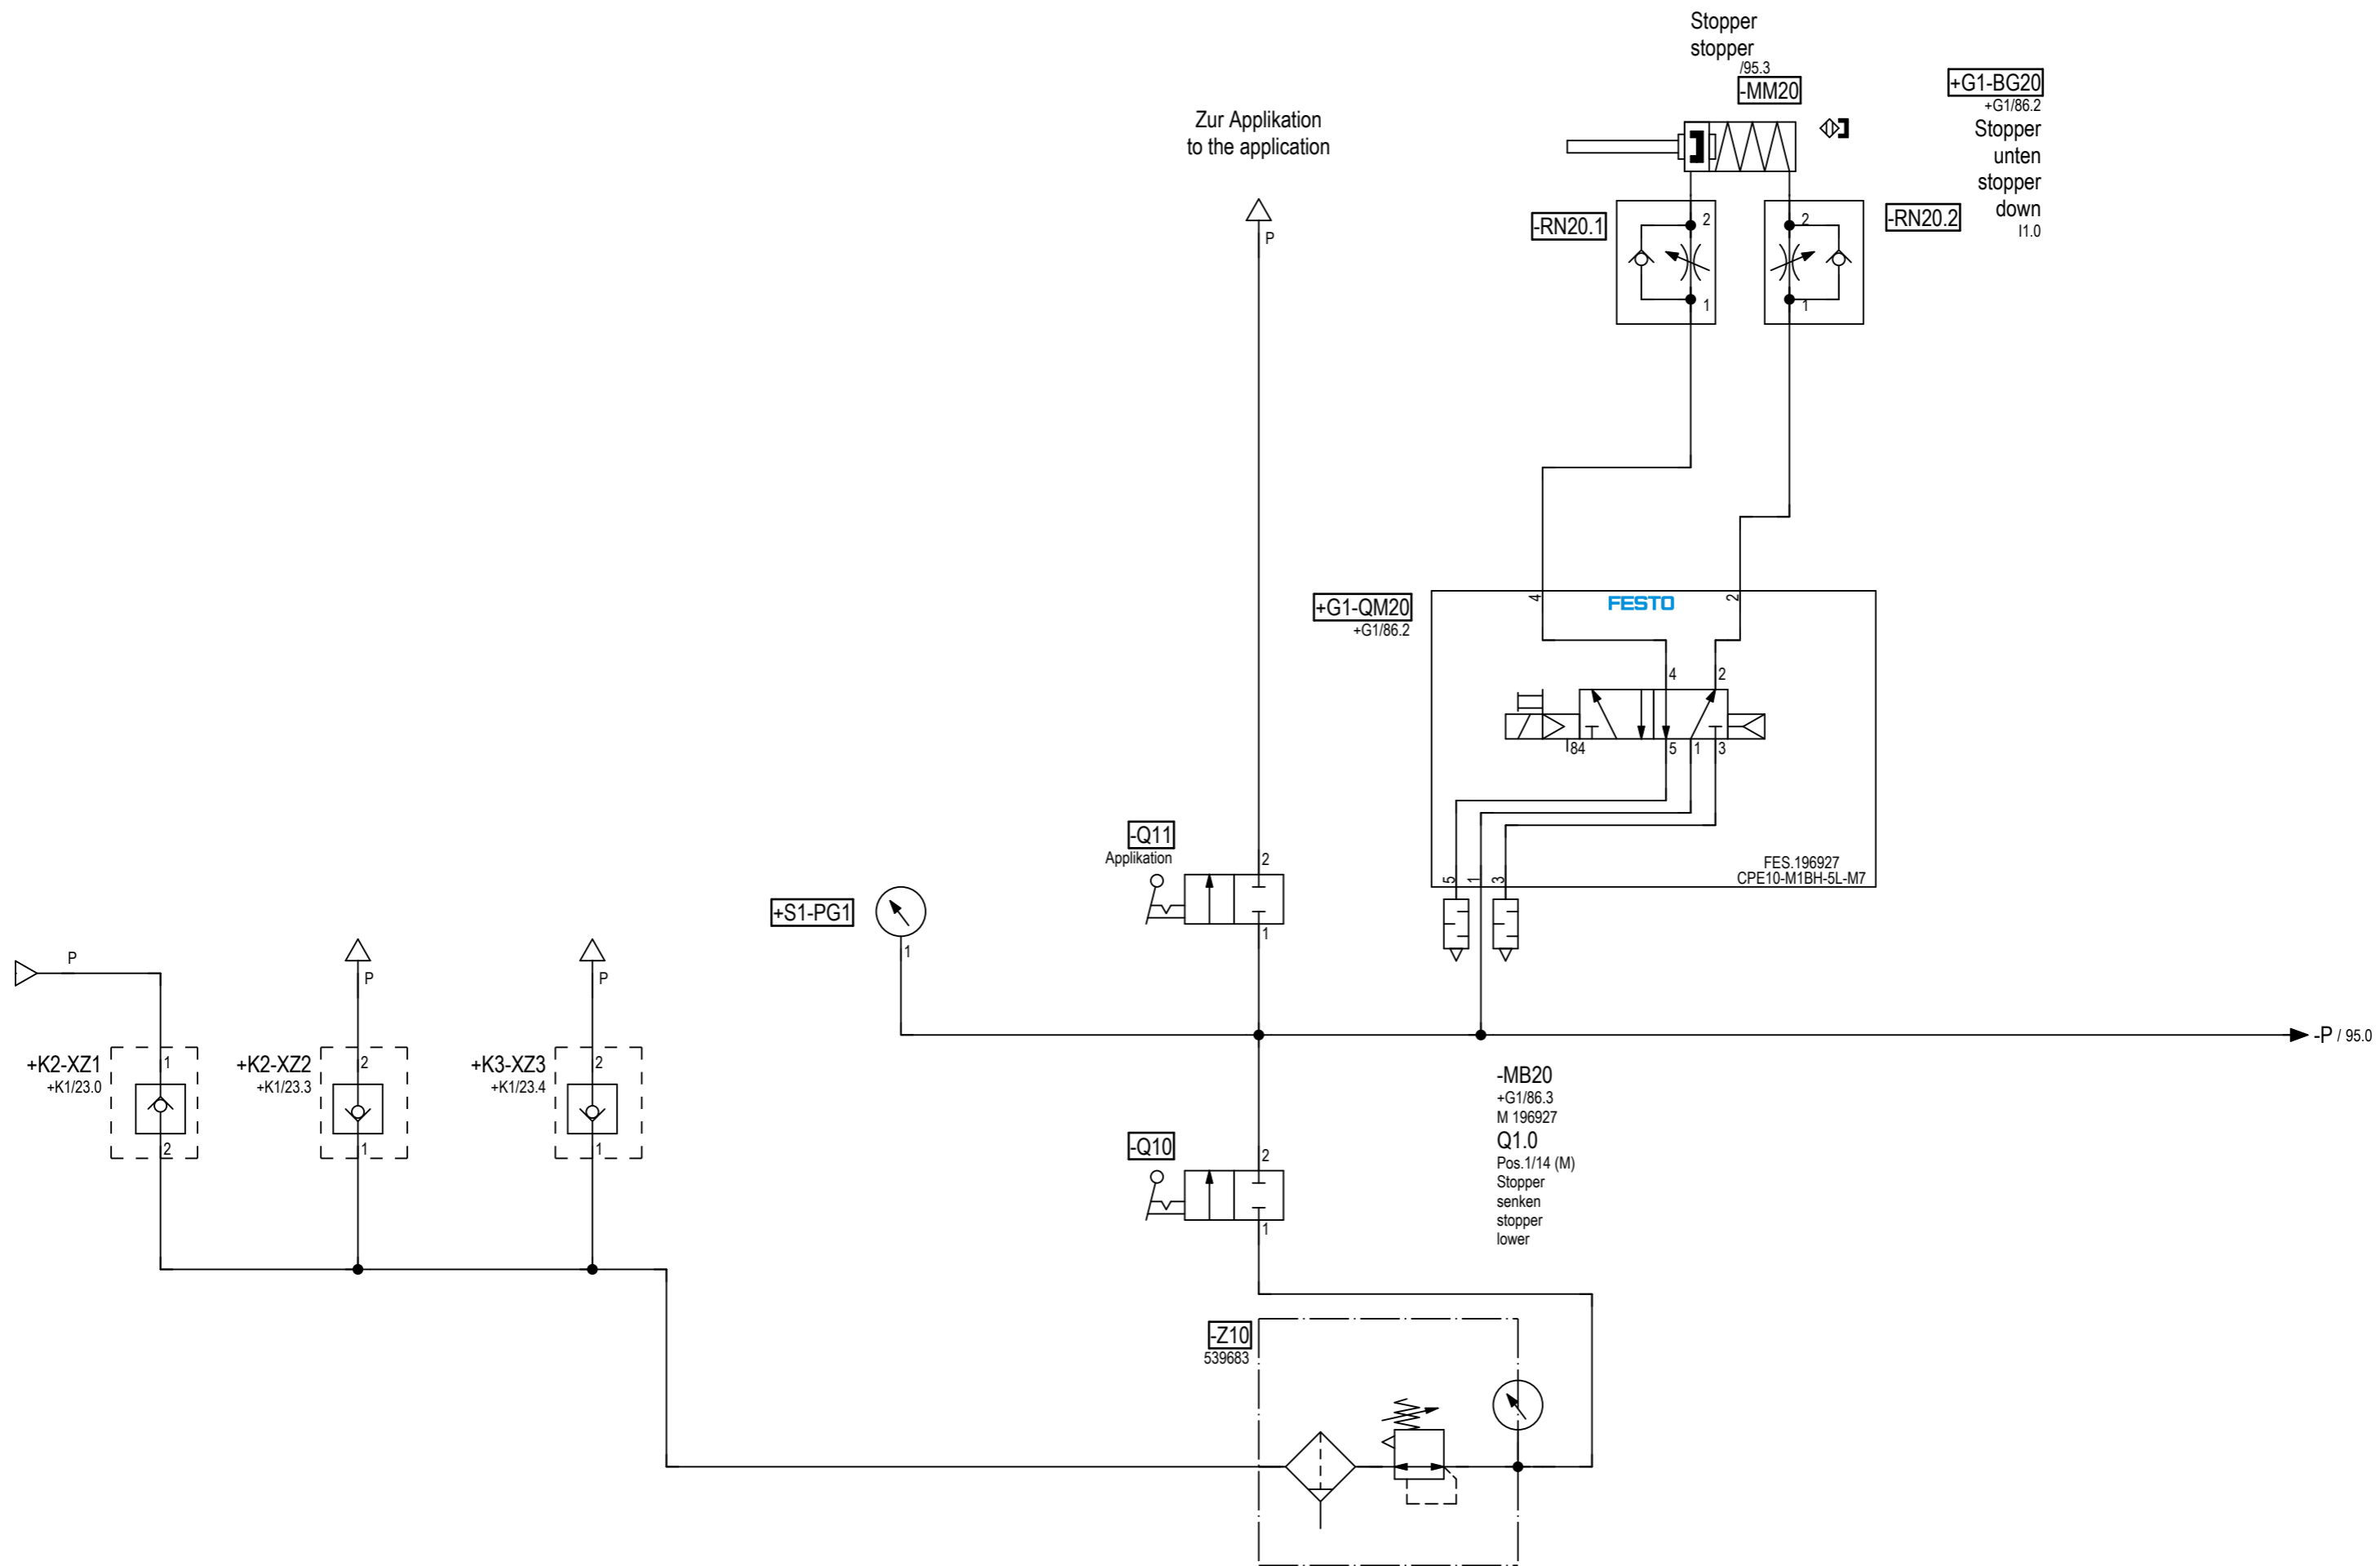 Stopper
stopper
/95.3
-MM20
+G1-BG20
+G1/86.2
Stopper
unten
stopper
down
I1.0
Zur Applikation
to the application
P
-RN20.1
2
1
2
1
-RN20.2
+G1-QM20
+G1/86.2
4
FESTO
2
4
2
84
5
1
3
FES.196927
CPE10-M1BH-5L-M7
5
1
3
-Q11
Applikation
2
1
+S1-PG1
1
P
P
P
-P / 95.0
+K2-XZ1
+K1/23.0
1
2
+K2-XZ2
+K1/23.3
2
1
+K3-XZ3
+K1/23.4
2
1
-MB20
+G1/86.3
M 196927
Q1.0
Pos.1/14 (M)
Stopper
senken
stopper
lower
-Q10
2
1
-Z10
539683